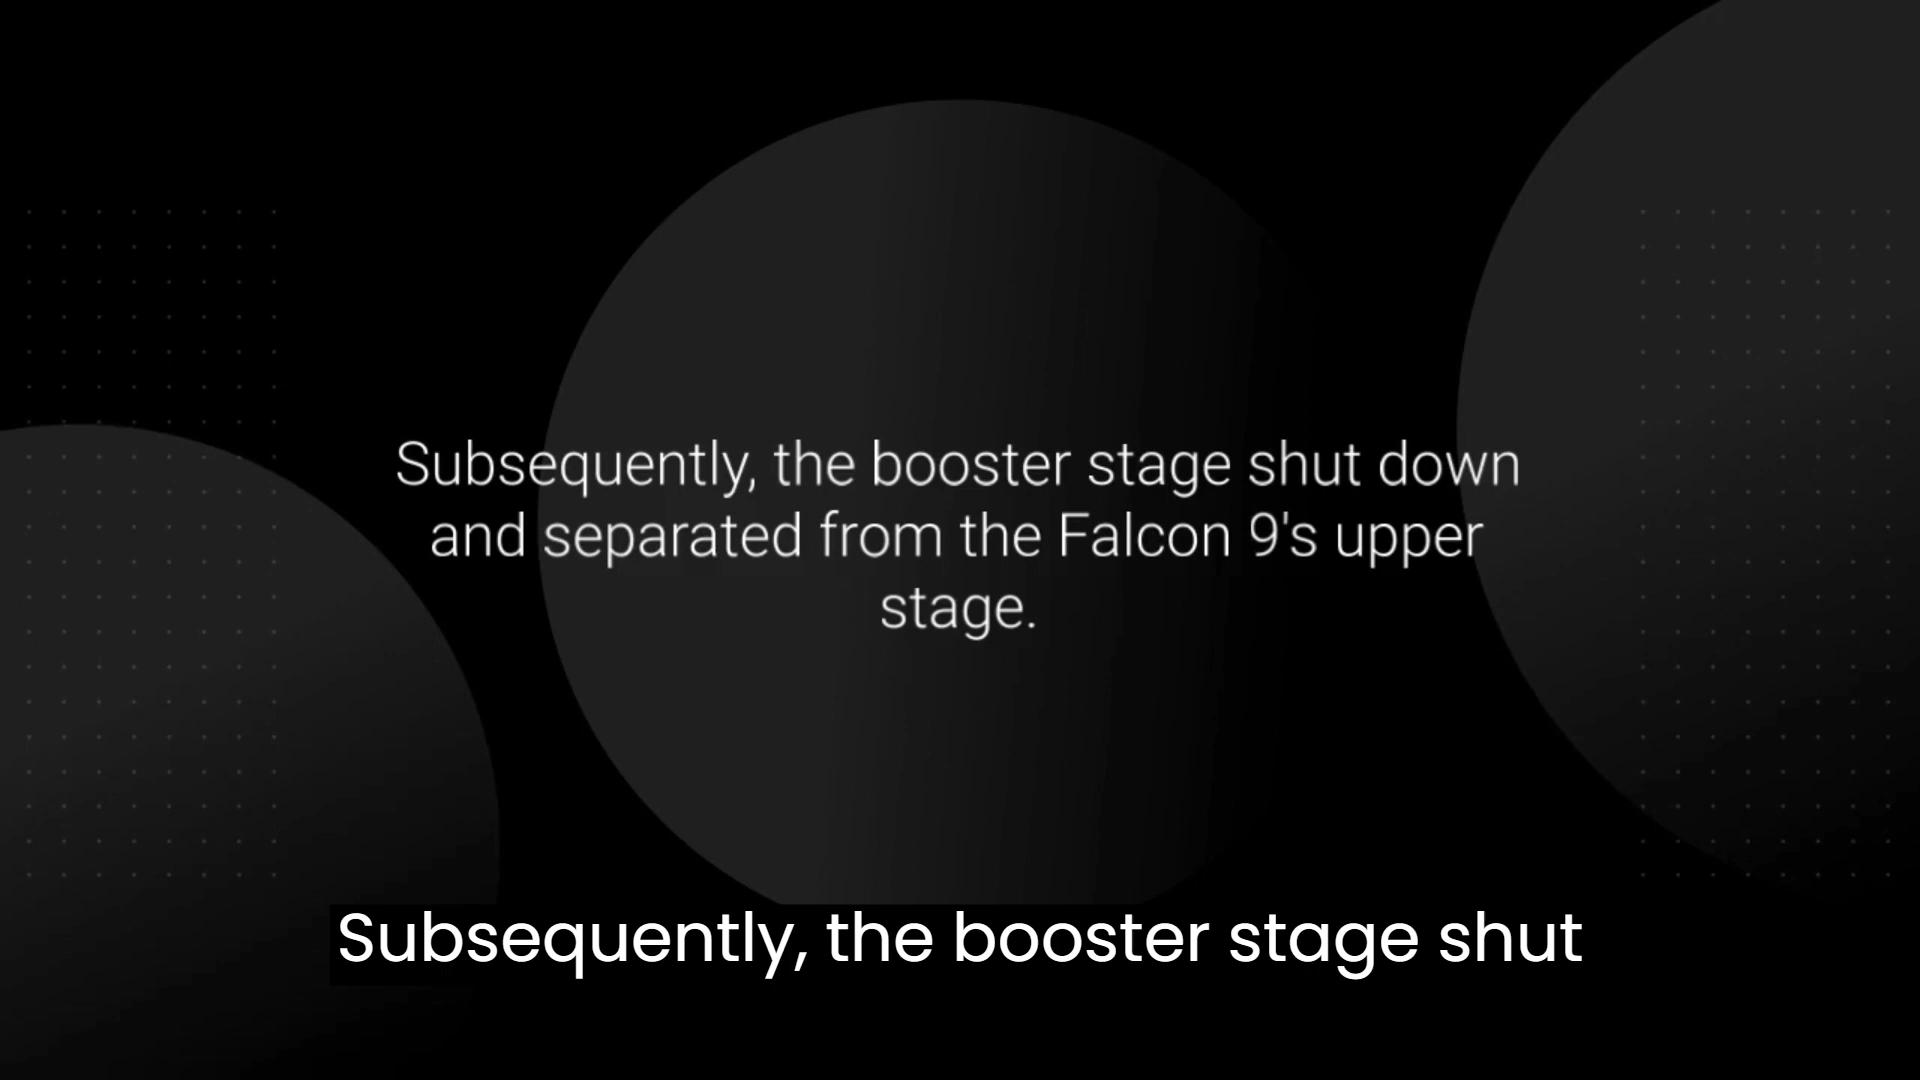 Subsequently, the booster stage shut down
and separated from the Falcon 9's upper
stage.
Subsequently, the booster stage shut